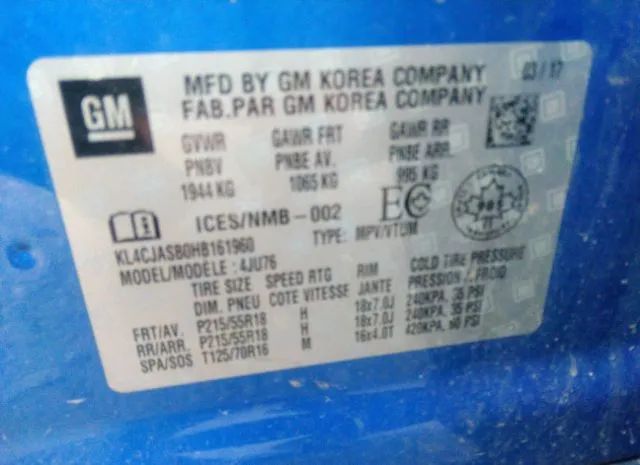 GM
MFD BY GM KOREA COMPANY 03/17
FAB.PAR GM KOREA COMPANY
GVWR GAWR FRT GAWR RR
PNBV PNBE AV. PNBE ARR.
1944 KG 1065 KG 995 KG
ICES/NMB-002 EC
KL4CJASB0HB161960 TYPE: MPV/VTUM
MODEL/MODELE: 4JU76
TIRE SIZE SPEED RTG RIM COLD TIRE PRESSURE
DIM. PNEU COTE VITESSE JANTE PRESSION A FROID
FRT/AV. P215/55R18 H 18x7.0J 240KPA, 35 PSI
RR/ARR. P215/55R18 H 18x7.0J 240KPA, 35 PSI
SPA/SOS T125/70R16 M 16x4.0T 420KPA, 60 PSI